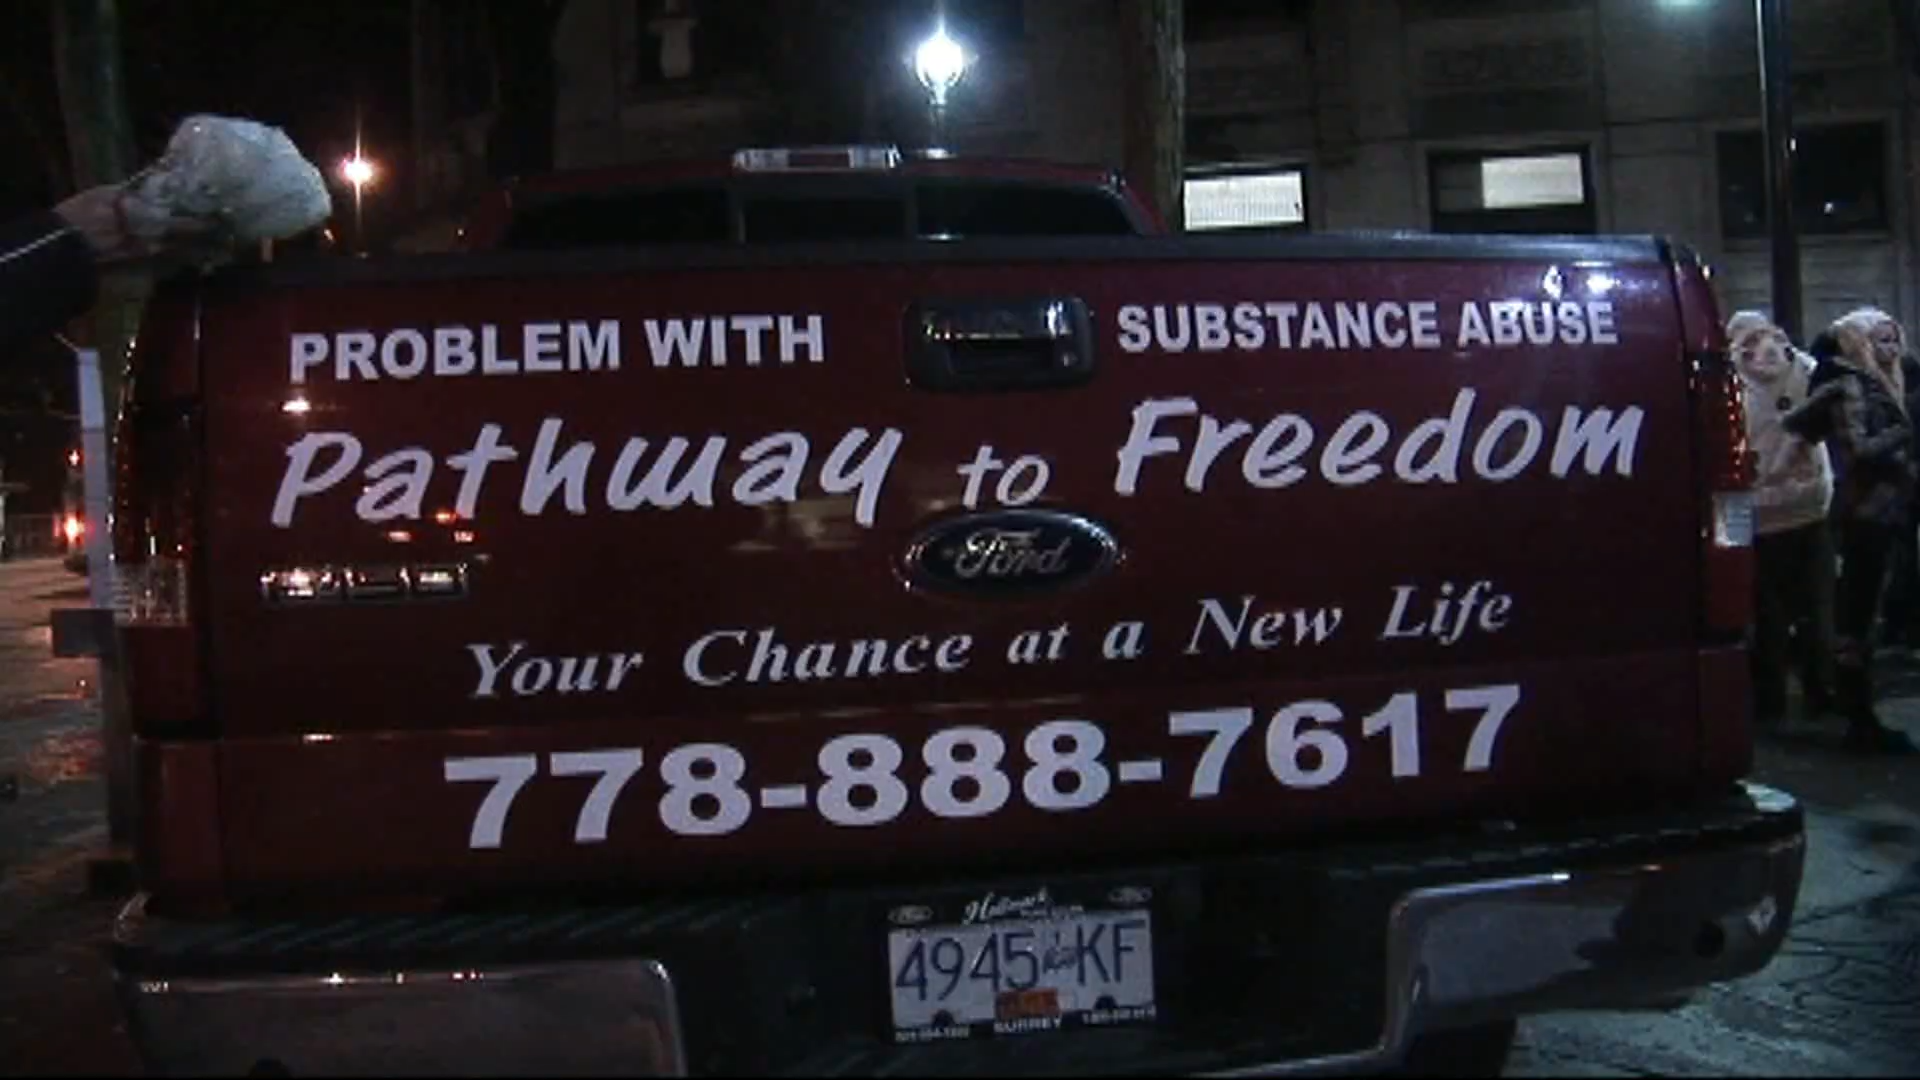 PROBLEM WITH SUBSTANCE ABUSE
Pathway to Freedom
Ford
Your Chance at a New Life
778-888-7617
Hallmark
4945 KF
SURREY